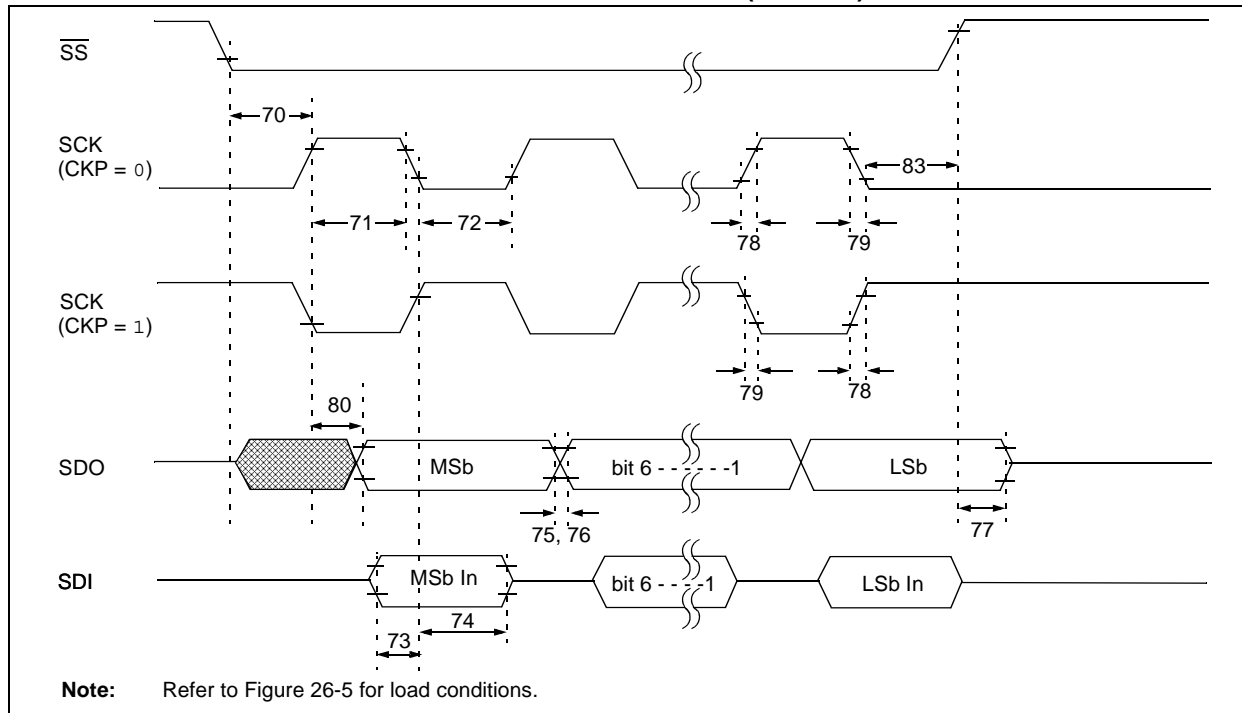 SS
70
SCK
(CKP = 0)
83
71
72
78
79
SCK
(CKP = 1)
79
78
80
SDO
MSb
bit 6 - - - - - -1
LSb
75, 76
77
SDI
MSb In
bit 6 - - - -1
LSb In
74
73
Note: Refer to Figure 26-5 for load conditions.